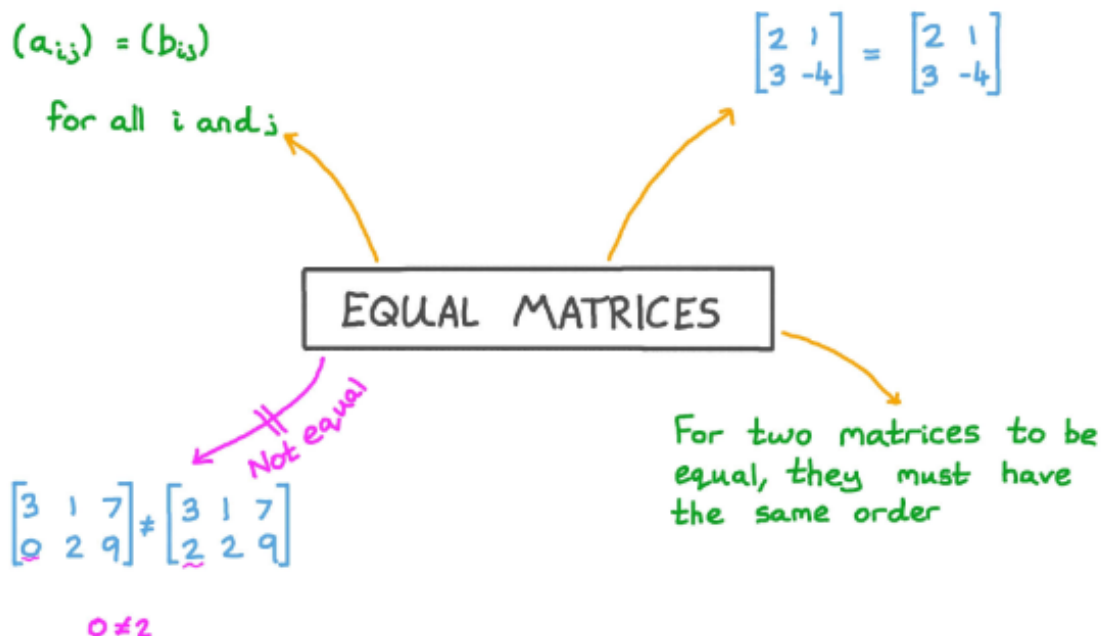 (aij) = (bij)
for all i and j
[2 1
3 -4] = [2 1
3 -4]
EQUAL MATRICES
Not equal
[3 1 7
0 2 9] ≠ [3 1 7
2 2 9]
0 ≠ 2
For two matrices to be
equal, they must have
the same order